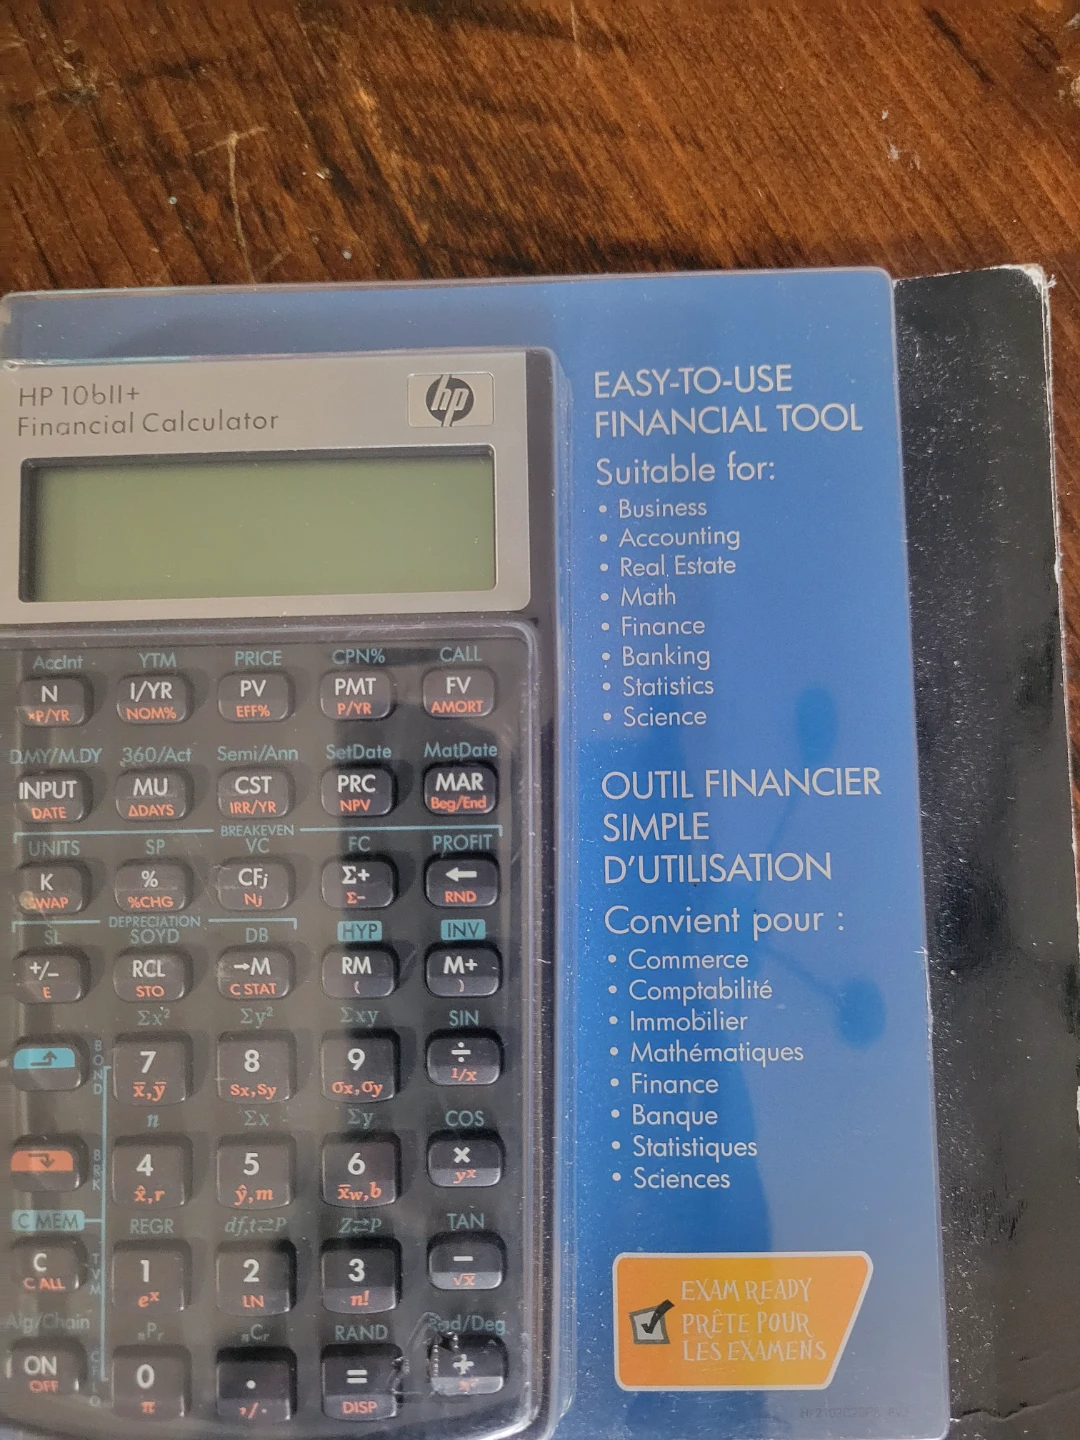 HP 10bII+
Financial Calculator
hp
AccInt YTM PRICE CPN% CALL
N I/YR PV PMT FV
×P/YR NOM% EFF% P/YR AMORT
D.MY/M.DY 360/Act Semi/Ann SetDate MatDate
INPUT MU CST PRC MAR
DATE ΔDAYS IRR/YR NPV Beg/End
BREAKEVEN
UNITS SP VC FC PROFIT
K % CFj Σ+ ←
SWAP %CHG Nj Σ− RND
DEPRECIATION
SL SOYD DB HYP INV
+/− RCL →M RM M+
E STO C STAT ( )
Σx² Σy² Σxy SIN
7 8 9 ÷
x̄,ȳ Sx,Sy σx,σy 1/x
BOND
n Σx Σy COS
4 5 6 ×
x̂,r ŷ,m x̄w,b yˣ
BRK
C MEM REGR df,t⇄P Z⇄P TAN
C 1 2 3 −
C ALL eˣ LN n! √x
TVM
Alg/Chain nPr nCr RAND Rad/Deg
ON 0 . = +
OFF π ,/. DISP
EASY-TO-USE
FINANCIAL TOOL
Suitable for:
• Business
• Accounting
• Real Estate
• Math
• Finance
• Banking
• Statistics
• Science
OUTIL FINANCIER
SIMPLE
D'UTILISATION
Convient pour :
• Commerce
• Comptabilité
• Immobilier
• Mathématiques
• Finance
• Banque
• Statistiques
• Sciences
EXAM READY
PRÊTE POUR
LES EXAMENS